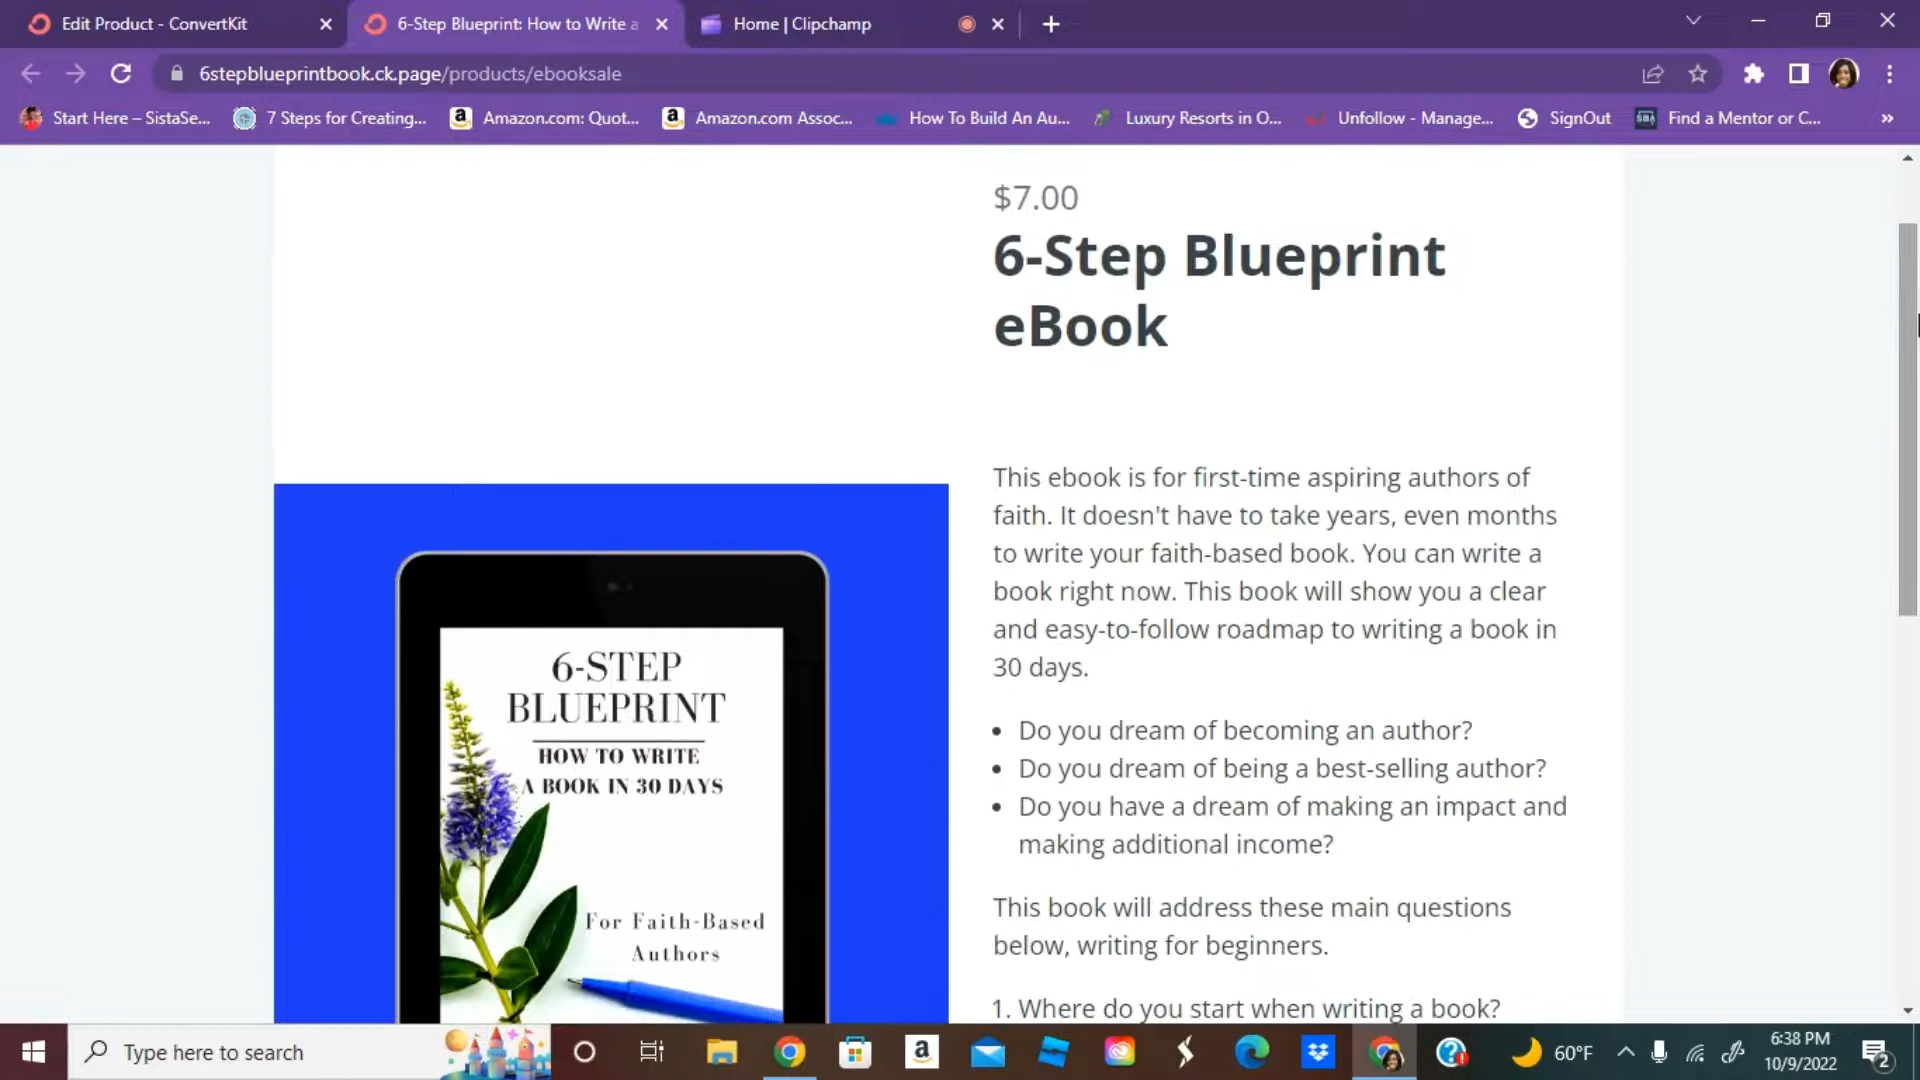 Edit Product - ConvertKit
6-Step Blueprint: How to Write a
Home | Clipchamp
6stepblueprintbook.ck.page/products/ebooksale
Start Here – SistaSe...
7 Steps for Creating...
Amazon.com: Quot...
Amazon.com Assoc...
How To Build An Au...
Luxury Resorts in O...
Unfollow - Manage...
SignOut
SBA
Find a Mentor or C...
»
$7.00
6-Step Blueprint
eBook
This ebook is for first-time aspiring authors of
faith. It doesn't have to take years, even months
to write your faith-based book. You can write a
book right now. This book will show you a clear
and easy-to-follow roadmap to writing a book in
30 days.
• Do you dream of becoming an author?
• Do you dream of being a best-selling author?
• Do you have a dream of making an impact and
making additional income?
This book will address these main questions
below, writing for beginners.
1. Where do you start when writing a book?
6-STEP
BLUEPRINT
HOW TO WRITE
A BOOK IN 30 DAYS
For Faith-Based
Authors
Type here to search
60°F
6:38 PM
10/9/2022
2